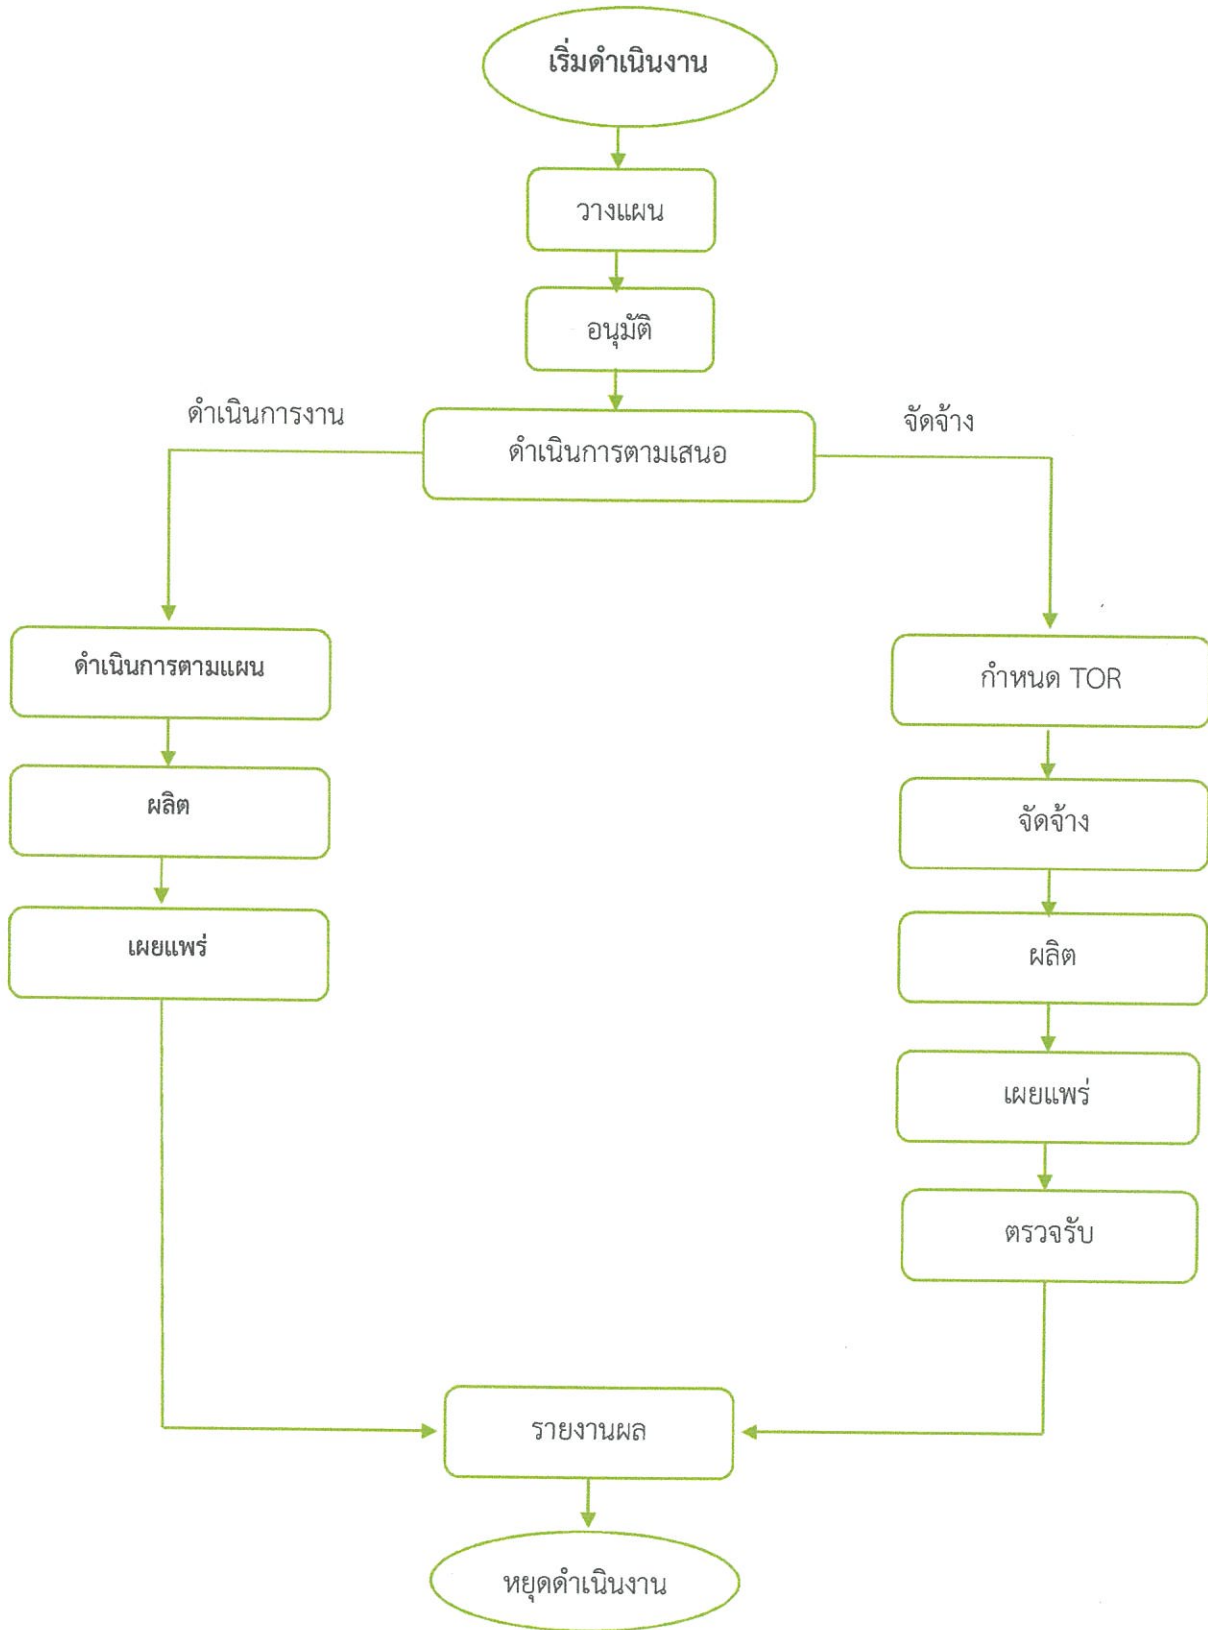 เริ่มดำเนินงาน
วางแผน
อนุมัติ
ดำเนินการงาน
ดำเนินการตามเสนอ
จัดจ้าง
ดำเนินการตามแผน
ผลิต
เผยแพร่
กำหนด TOR
จัดจ้าง
ผลิต
เผยแพร่
ตรวจรับ
รายงานผล
หยุดดำเนินงาน